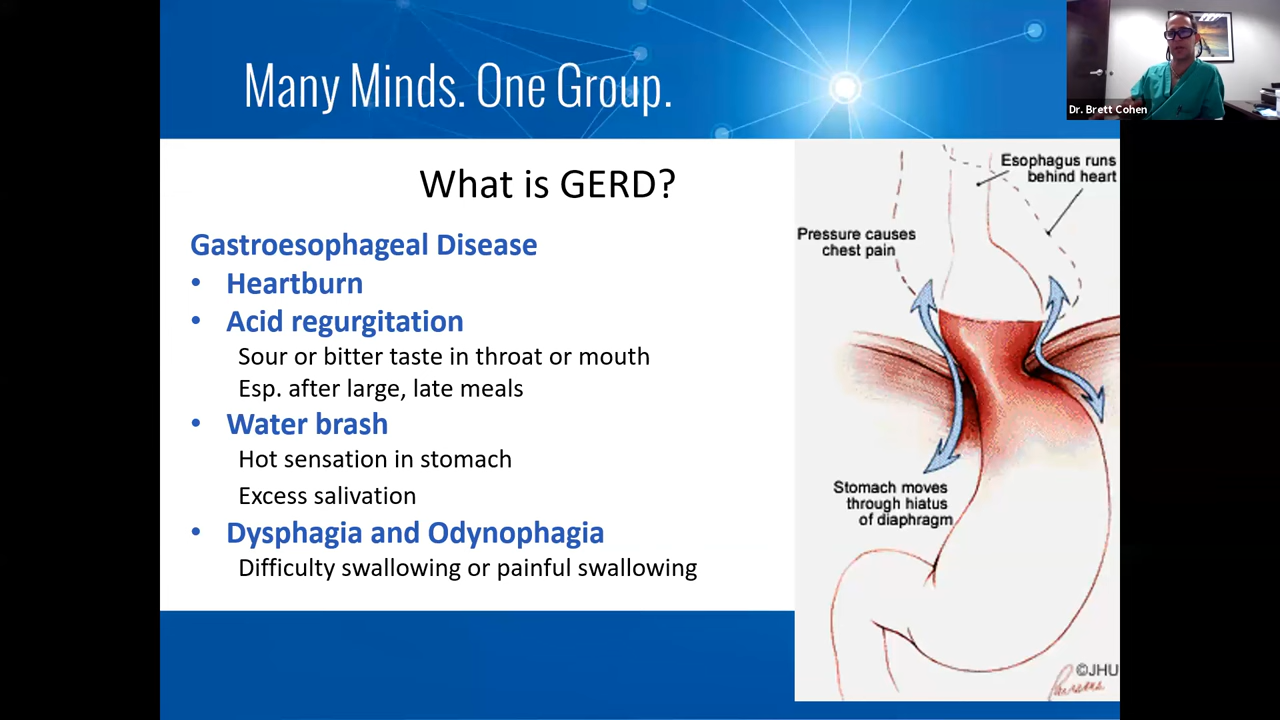 Many Minds. One Group.
Dr. Brett Cohen
What is GERD?
Gastroesophageal Disease
• Heartburn
• Acid regurgitation
Sour or bitter taste in throat or mouth
Esp. after large, late meals
• Water brash
Hot sensation in stomach
Excess salivation
• Dysphagia and Odynophagia
Difficulty swallowing or painful swallowing
Esophagus runs
behind heart
Pressure causes
chest pain
Stomach moves
through hiatus
of diaphragm
©JHU